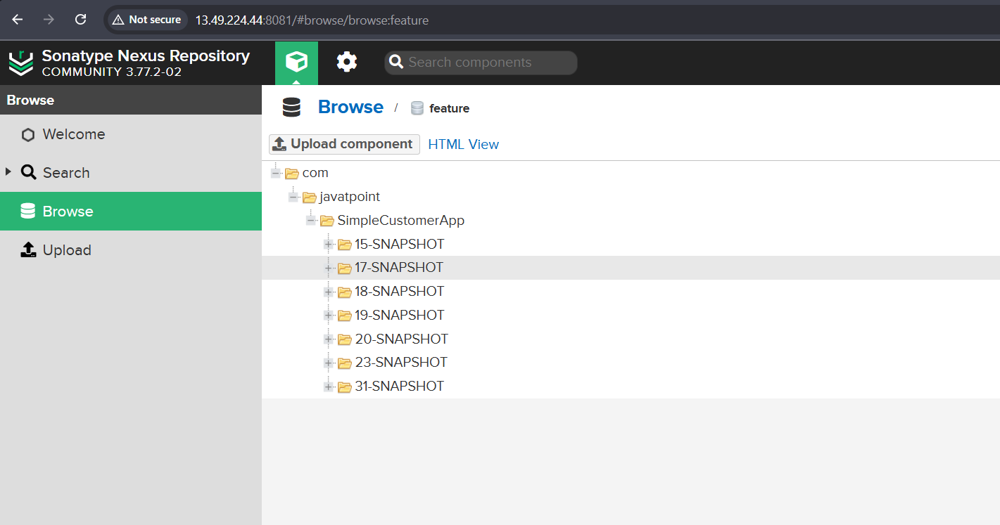 Not secure 13.49.224.44:8081/#browse/browse:feature
Sonatype Nexus Repository
COMMUNITY 3.77.2-02
Search components
Browse
Welcome
Search
Browse
Upload
Browse / feature
Upload component HTML View
com
javatpoint
SimpleCustomerApp
15-SNAPSHOT
17-SNAPSHOT
18-SNAPSHOT
19-SNAPSHOT
20-SNAPSHOT
23-SNAPSHOT
31-SNAPSHOT